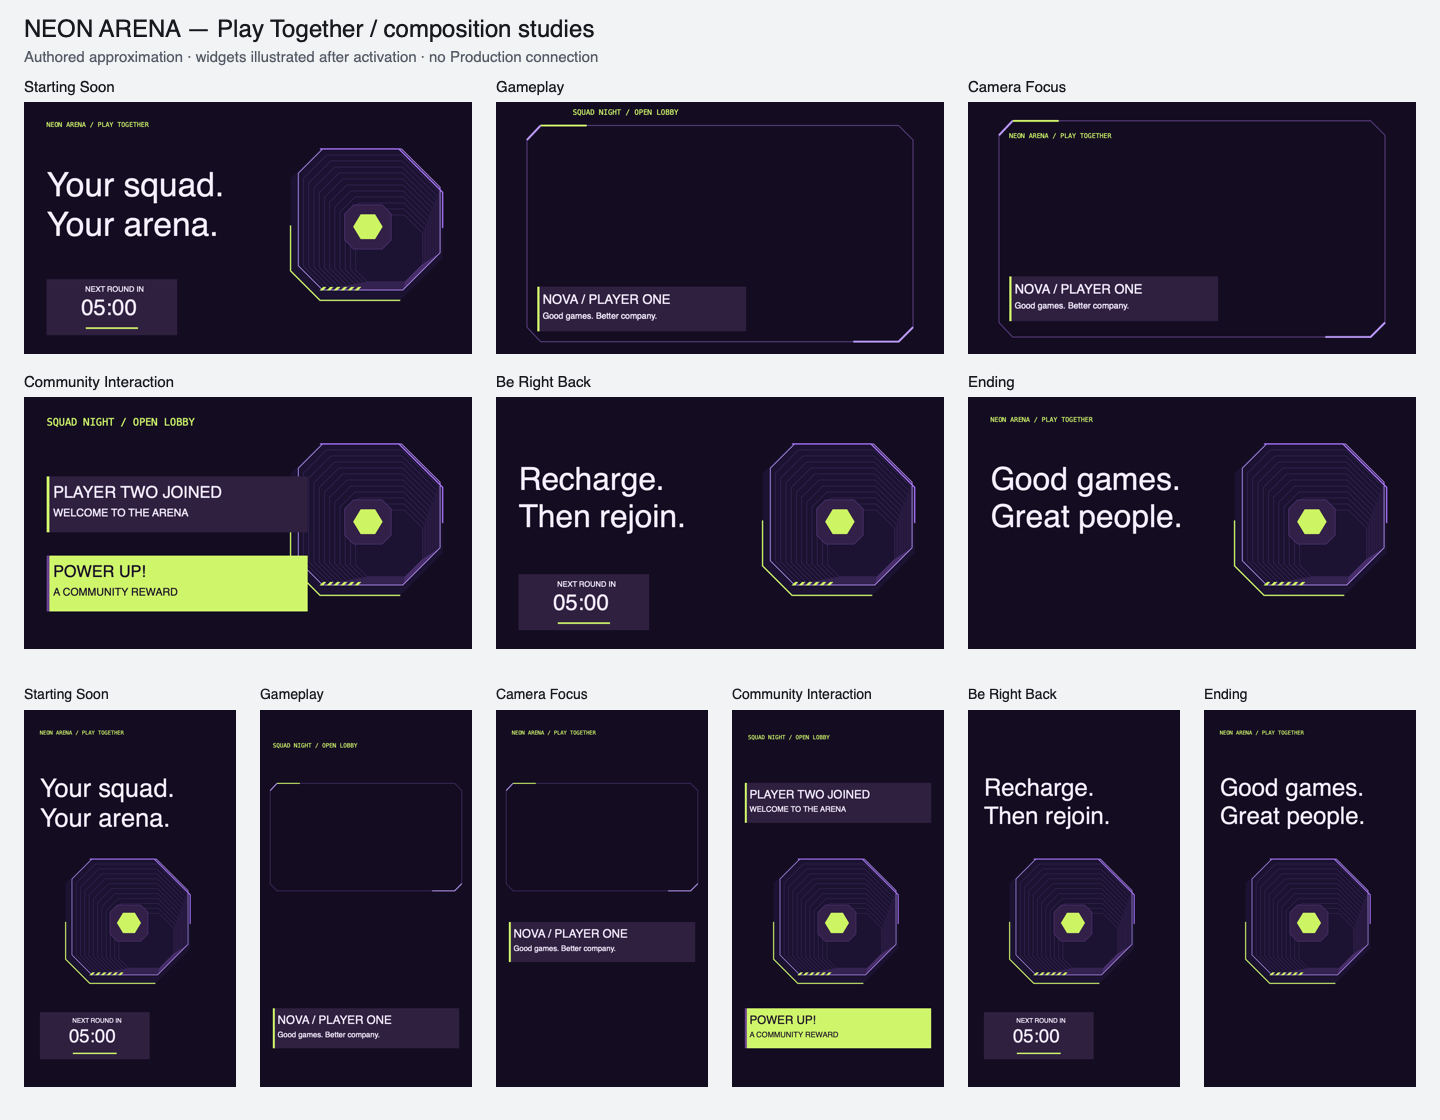 NEON ARENA — Play Together / composition studies
Authored approximation · widgets illustrated after activation · no Production connection
Starting Soon
NEON ARENA / PLAY TOGETHER
Your squad.
Your arena.
NEXT ROUND IN
05:00
Gameplay
SQUAD NIGHT / OPEN LOBBY
NOVA / PLAYER ONE
Good games. Better company.
Camera Focus
NEON ARENA / PLAY TOGETHER
NOVA / PLAYER ONE
Good games. Better company.
Community Interaction
SQUAD NIGHT / OPEN LOBBY
PLAYER TWO JOINED
WELCOME TO THE ARENA
POWER UP!
A COMMUNITY REWARD
Be Right Back
Recharge.
Then rejoin.
NEXT ROUND IN
05:00
Ending
NEON ARENA / PLAY TOGETHER
Good games.
Great people.
Starting Soon
NEON ARENA / PLAY TOGETHER
Your squad.
Your arena.
NEXT ROUND IN
05:00
Gameplay
SQUAD NIGHT / OPEN LOBBY
NOVA / PLAYER ONE
Good games. Better company.
Camera Focus
NEON ARENA / PLAY TOGETHER
NOVA / PLAYER ONE
Good games. Better company.
Community Interaction
SQUAD NIGHT / OPEN LOBBY
PLAYER TWO JOINED
WELCOME TO THE ARENA
POWER UP!
A COMMUNITY REWARD
Be Right Back
NEON ARENA / PLAY TOGETHER
Recharge.
Then rejoin.
NEXT ROUND IN
05:00
Ending
NEON ARENA / PLAY TOGETHER
Good games.
Great people.